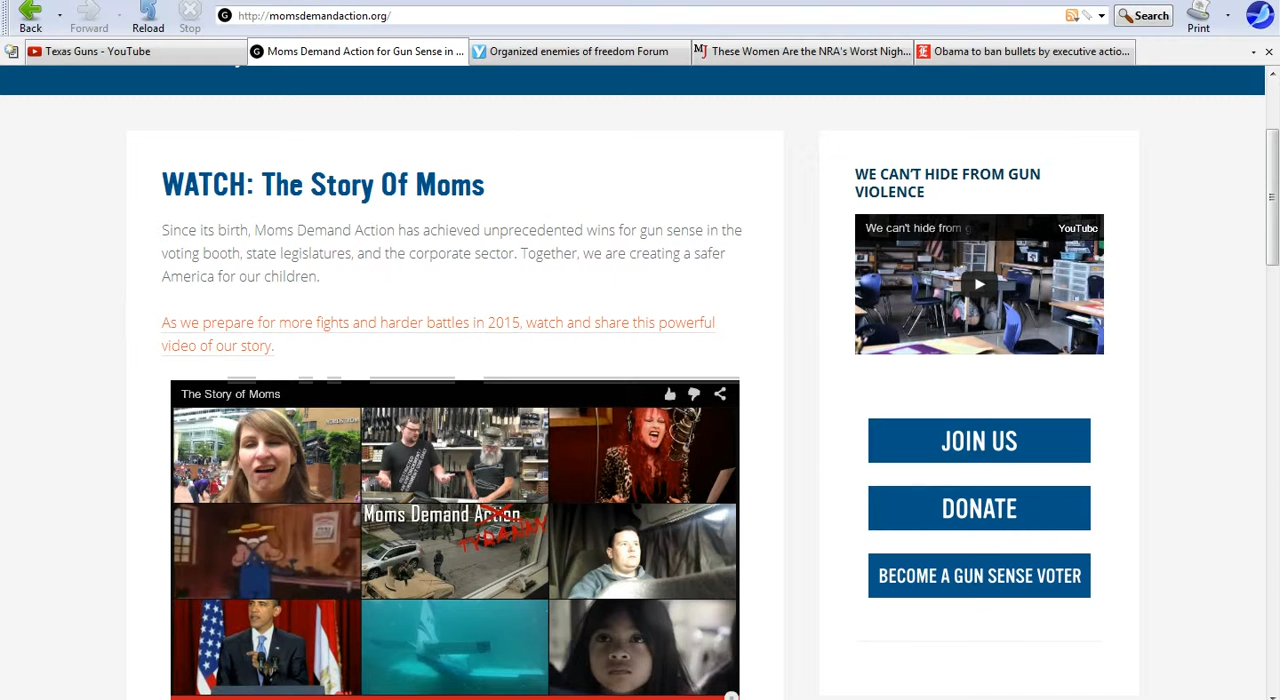 Back
Forward
Reload
Stop
http://momsdemandaction.org/
Search
Print
Texas Guns - YouTube
Moms Demand Action for Gun Sense in ...
Organized enemies of freedom Forum
These Women Are the NRA's Worst Nigh...
Obama to ban bullets by executive actio...
WATCH: The Story Of Moms
Since its birth, Moms Demand Action has achieved unprecedented wins for gun sense in the
voting booth, state legislatures, and the corporate sector. Together, we are creating a safer
America for our children.
As we prepare for more fights and harder battles in 2015, watch and share this powerful
video of our story.
The Story of Moms
Moms Demand Action
TYRANNY
WE CAN'T HIDE FROM GUN
VIOLENCE
We can't hide from g
YouTube
JOIN US
DONATE
BECOME A GUN SENSE VOTER